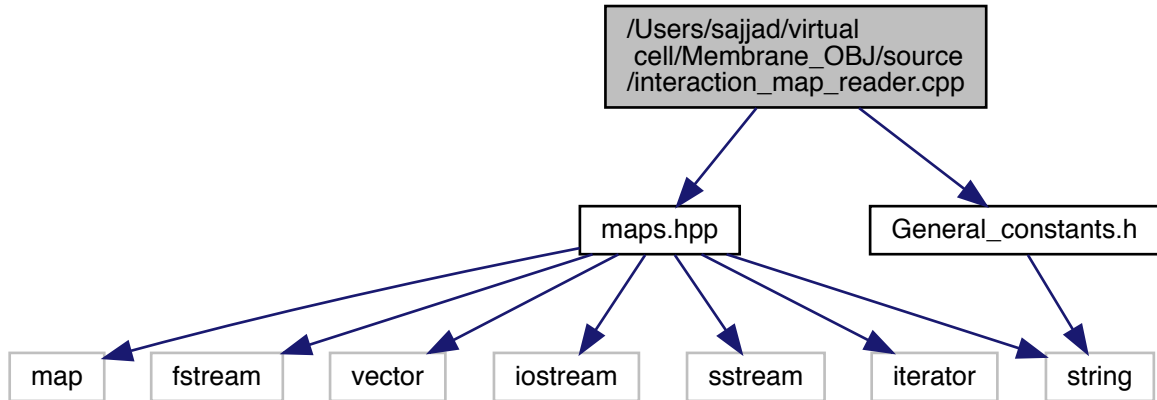 /Users/sajjad/virtual
cell/Membrane_OBJ/source
/interaction_map_reader.cpp
maps.hpp
General_constants.h
map
fstream
vector
iostream
sstream
iterator
string